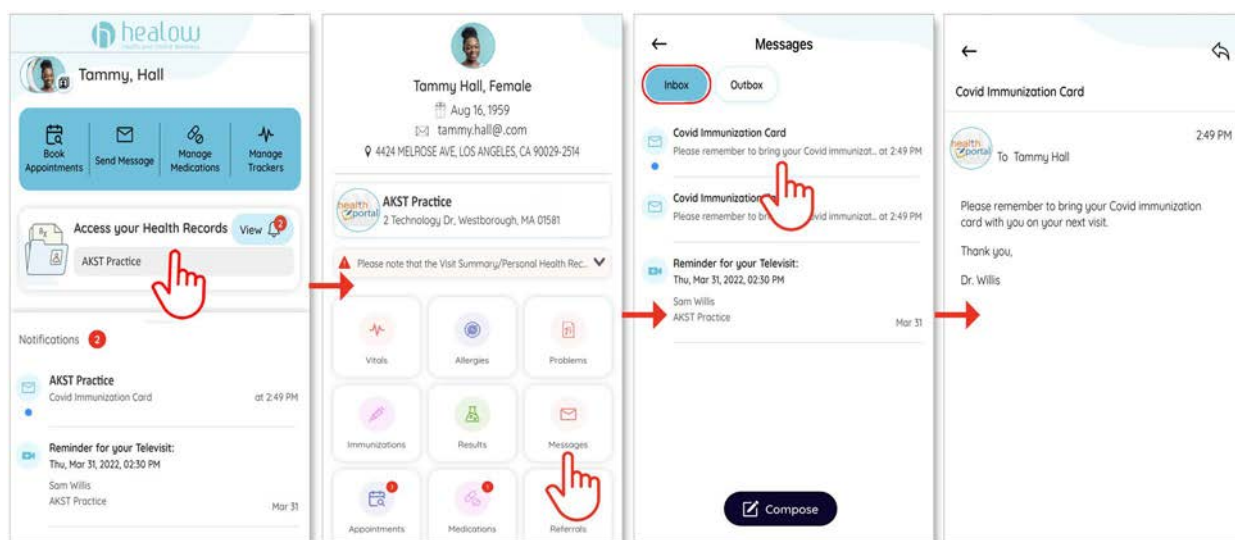 healow
Tammy, Hall
Book
Appointments
Send Message
Manage
Medications
Manage
Trackers
Access your Health Records
View
2
AKST Practice
Notifications 2
AKST Practice
Covid Immunization Card
at 2:49 PM
Reminder for your Televisit:
Thu, Mar 31, 2022, 02:30 PM
Sam Willis
AKST Practice
Mar 31
Tammy Hall, Female
Aug 16, 1959
tammy.hall@.com
4424 MELROSE AVE, LOS ANGELES, CA 90029-2514
health
portal
AKST Practice
2 Technology Dr, Westborough, MA 01581
Please note that the Visit Summary/Personal Health Rec...
Vitals
Allergies
Problems
Immunizations
Results
Messages
Appointments
Medications
Referrals
Messages
Inbox
Outbox
Covid Immunization Card
Please remember to bring your Covid immunizat... at 2:49 PM
Covid Immunization
Please remember to vid immunizat... at 2:49 PM
Reminder for your Televisit:
Thu, Mar 31, 2022, 02:30 PM
Sam Willis
AKST Practice
Mar 31
Compose
Covid Immunization Card
health
portal
To Tammy Hall
2:49 PM
Please remember to bring your Covid immunization
card with you on your next visit.
Thank you,
Dr. Willis